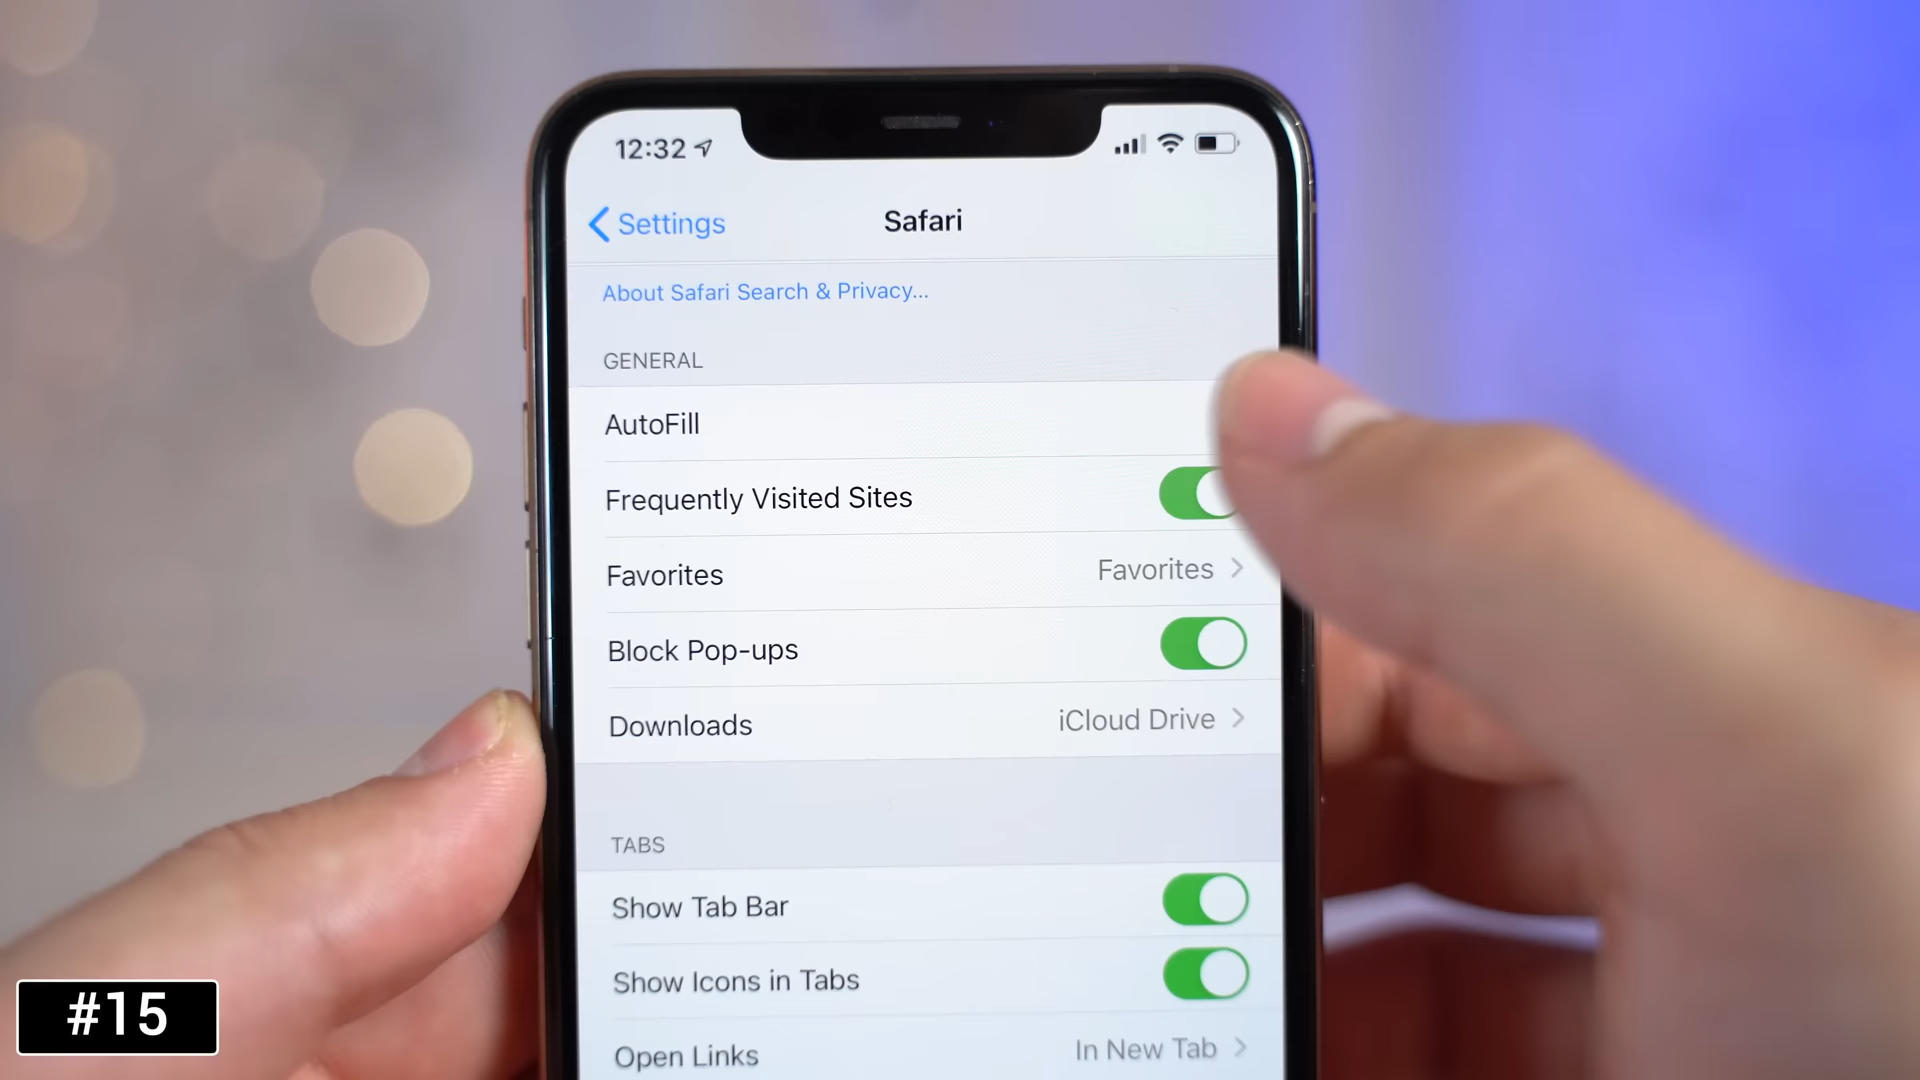 12:32
Settings
Safari
About Safari Search & Privacy...
GENERAL
AutoFill
Frequently Visited Sites
Favorites Favorites
Block Pop-ups
Downloads iCloud Drive
TABS
Show Tab Bar
Show Icons in Tabs
Open Links In New Tab
#15